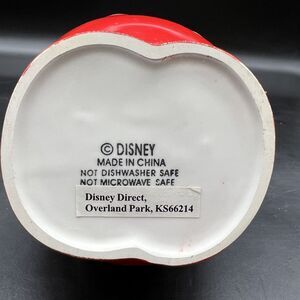 © DISNEY
MADE IN CHINA
NOT DISHWASHER SAFE
NOT MICROWAVE SAFE
Disney Direct,
Overland Park, KS66214